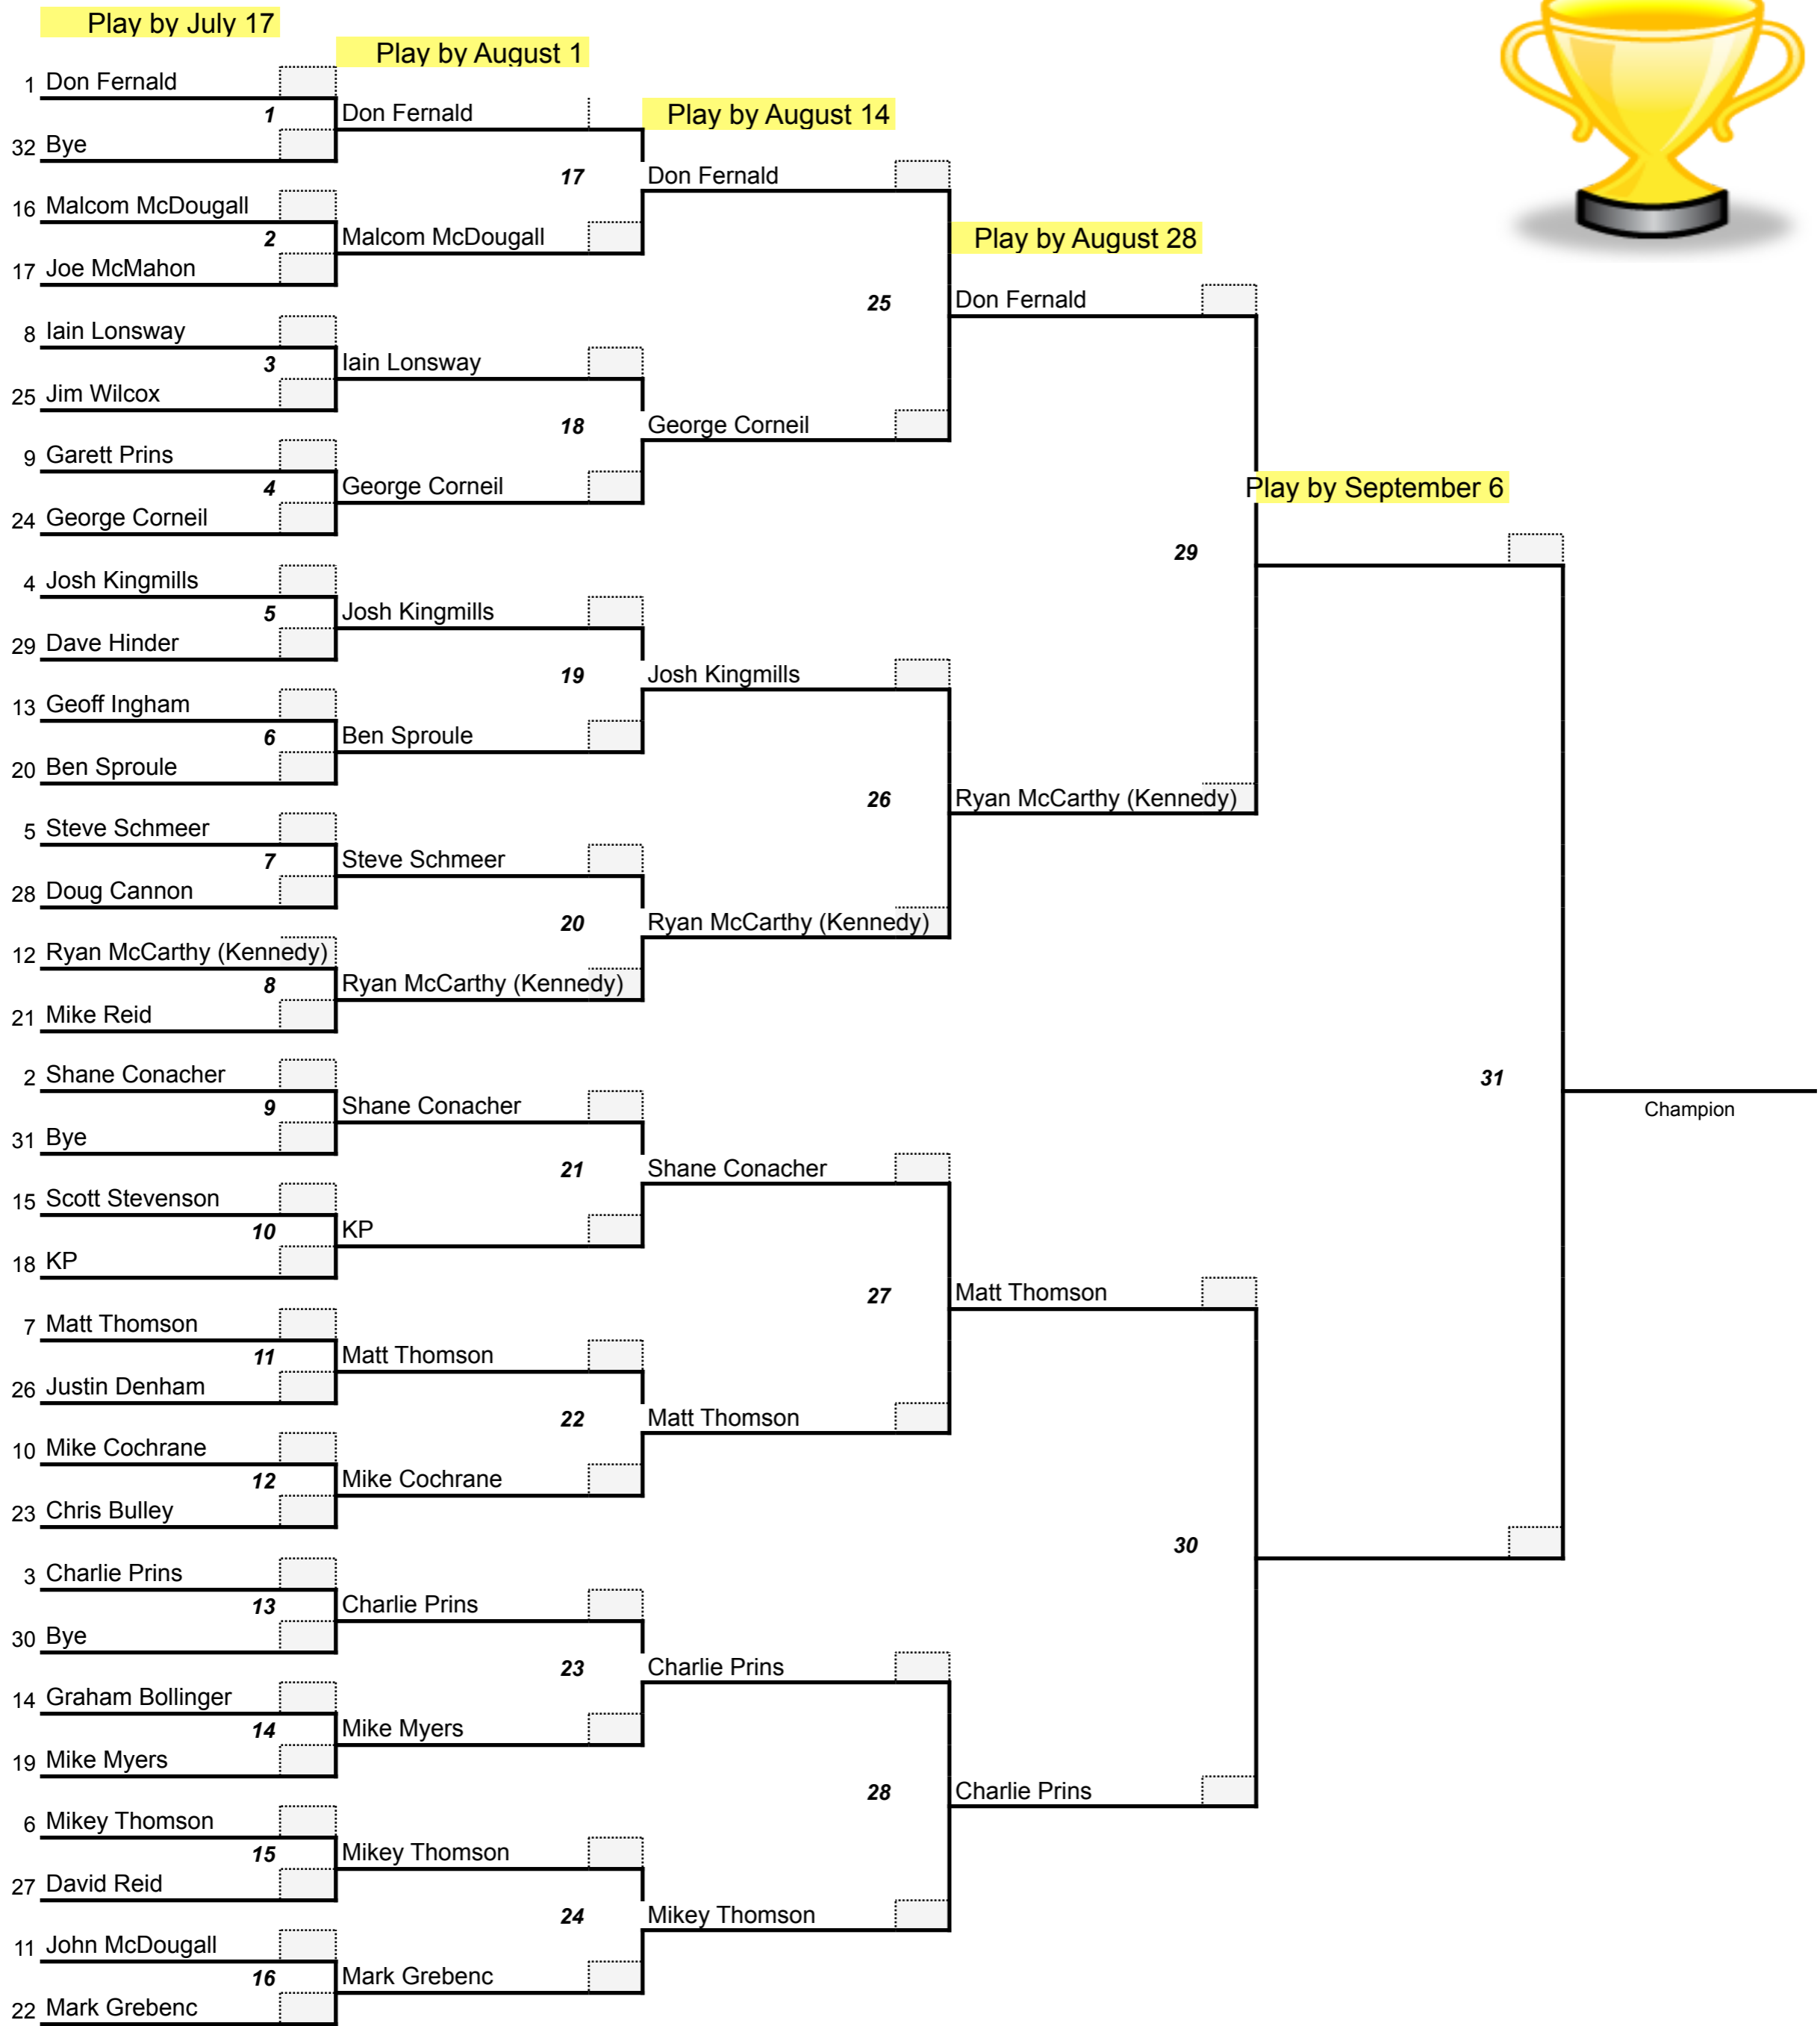 Play by July 17
Play by August 1
Play by August 14
Play by August 28
Play by September 6
1 Don Fernald
1
32 Bye
16 Malcom McDougall
2
17 Joe McMahon
8 Iain Lonsway
3
25 Jim Wilcox
9 Garett Prins
4
24 George Corneil
4 Josh Kingmills
5
29 Dave Hinder
13 Geoff Ingham
6
20 Ben Sproule
5 Steve Schmeer
7
28 Doug Cannon
12 Ryan McCarthy (Kennedy)
8
21 Mike Reid
2 Shane Conacher
9
31 Bye
15 Scott Stevenson
10
18 KP
7 Matt Thomson
11
26 Justin Denham
10 Mike Cochrane
12
23 Chris Bulley
3 Charlie Prins
13
30 Bye
14 Graham Bollinger
14
19 Mike Myers
6 Mikey Thomson
15
27 David Reid
11 John McDougall
16
22 Mark Grebenc
Don Fernald
17
Malcom McDougall
Iain Lonsway
18
George Corneil
Josh Kingmills
19
Ben Sproule
Steve Schmeer
20
Ryan McCarthy (Kennedy)
Shane Conacher
21
KP
Matt Thomson
22
Mike Cochrane
Charlie Prins
23
Mike Myers
Mikey Thomson
24
Mark Grebenc
Don Fernald
25
George Corneil
Josh Kingmills
26
Ryan McCarthy (Kennedy)
Shane Conacher
27
Matt Thomson
Charlie Prins
28
Mikey Thomson
Don Fernald
29
Ryan McCarthy (Kennedy)
Matt Thomson
30
Charlie Prins
31
Champion